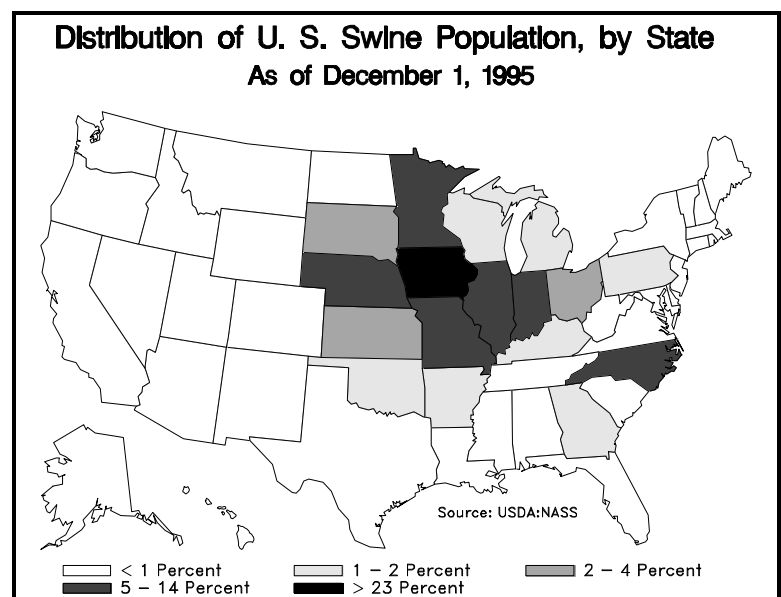 Distribution of U. S. Swine Population, by State
As of December 1, 1995
Source: USDA:NASS
< 1 Percent
1 - 2 Percent
2 - 4 Percent
5 - 14 Percent
> 23 Percent